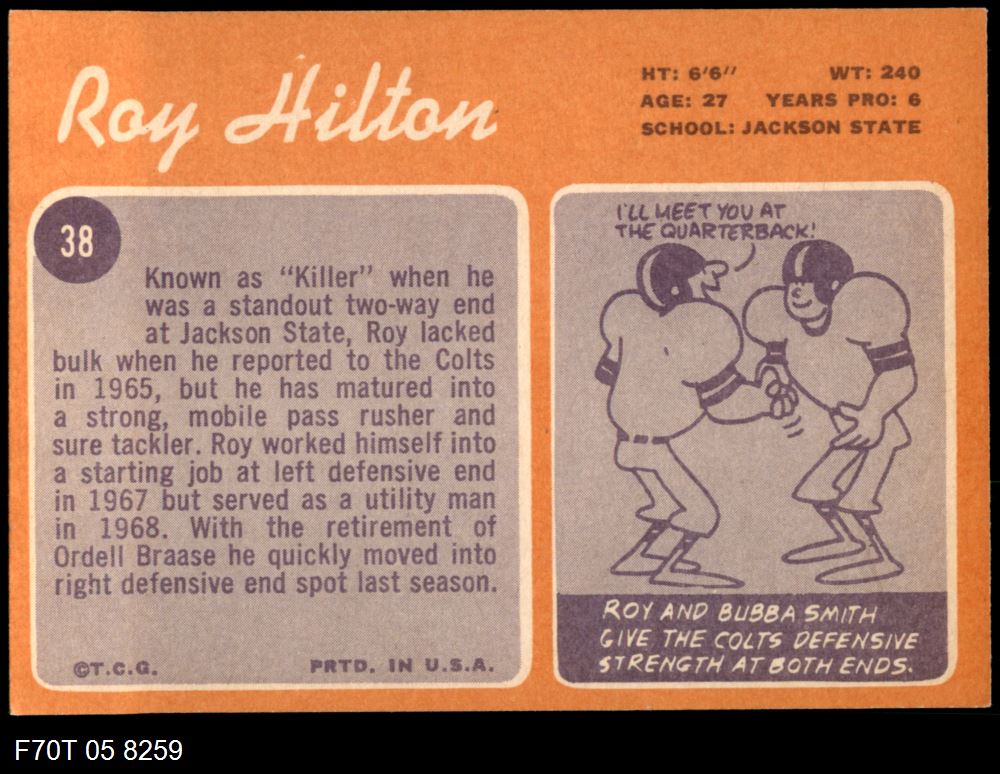 Roy Hilton
HT: 6'6" WT: 240
AGE: 27 YEARS PRO: 6
SCHOOL: JACKSON STATE
38
Known as "Killer" when he
was a standout two-way end
at Jackson State, Roy lacked
bulk when he reported to the Colts
in 1965, but he has matured into
a strong, mobile pass rusher and
sure tackler. Roy worked himself into
a starting job at left defensive end
in 1967 but served as a utility man
in 1968. With the retirement of
Ordell Braase he quickly moved into
right defensive end spot last season.
©T.C.G. PRTD. IN U.S.A.
I'LL MEET YOU AT
THE QUARTERBACK!
ROY AND BUBBA SMITH
GIVE THE COLTS DEFENSIVE
STRENGTH AT BOTH ENDS.
F70T 05 8259